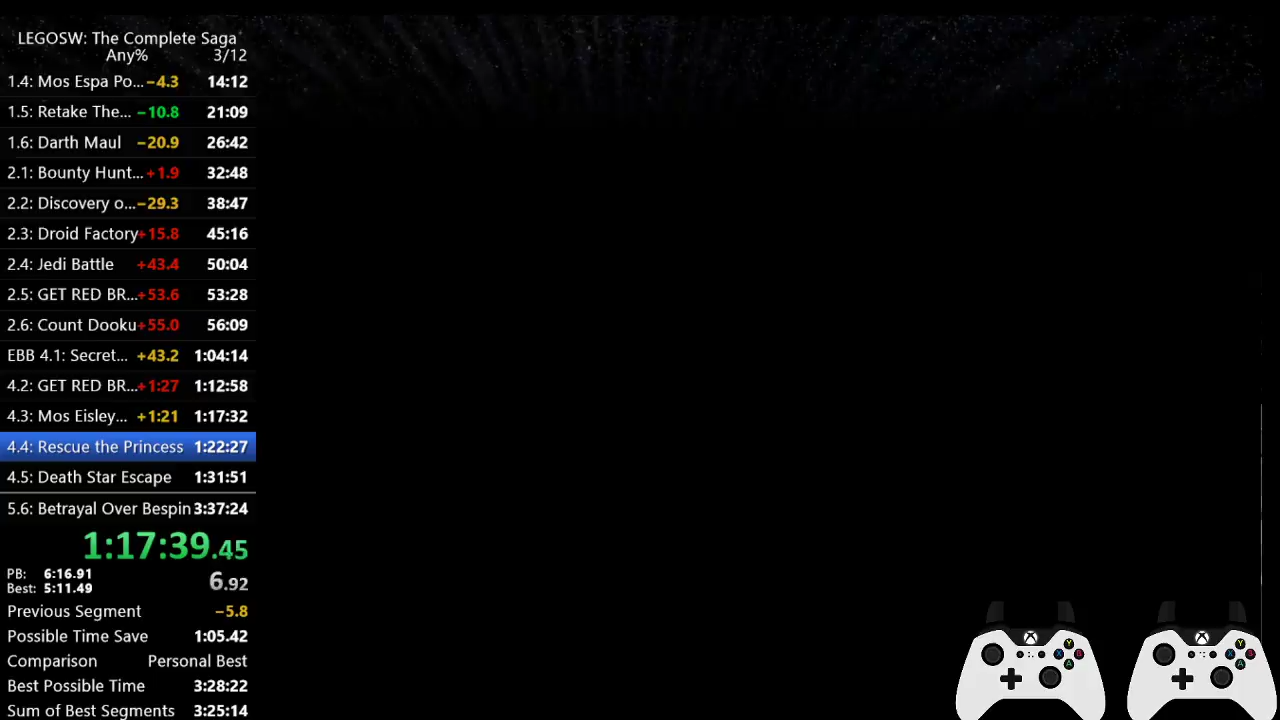 LEGOSW: The Complete Saga
Any% 3/12
1.4: Mos Espa Po... −4.3 14:12
1.5: Retake The... −10.8 21:09
1.6: Darth Maul −20.9 26:42
2.1: Bounty Hunt... +1.9 32:48
2.2: Discovery o... −29.3 38:47
2.3: Droid Factory +15.8 45:16
2.4: Jedi Battle +43.4 50:04
2.5: GET RED BR... +53.6 53:28
2.6: Count Dooku +55.0 56:09
EBB 4.1: Secret... +43.2 1:04:14
4.2: GET RED BR... +1:27 1:12:58
4.3: Mos Eisley... +1:21 1:17:32
4.4: Rescue the Princess 1:22:27
4.5: Death Star Escape 1:31:51
5.6: Betrayal Over Bespin 3:37:24
1:17:39.45
PB: 6:16.91 6.92
Best: 5:11.49
Previous Segment −5.8
Possible Time Save 1:05.42
Comparison Personal Best
Best Possible Time 3:28:22
Sum of Best Segments 3:25:14
Y
X B
A
Y
X B
A